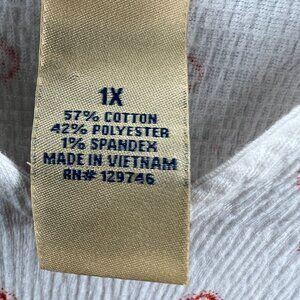 1X
57% COTTON
42% POLYESTER
1% SPANDEX
MADE IN VIETNAM
RN# 129746